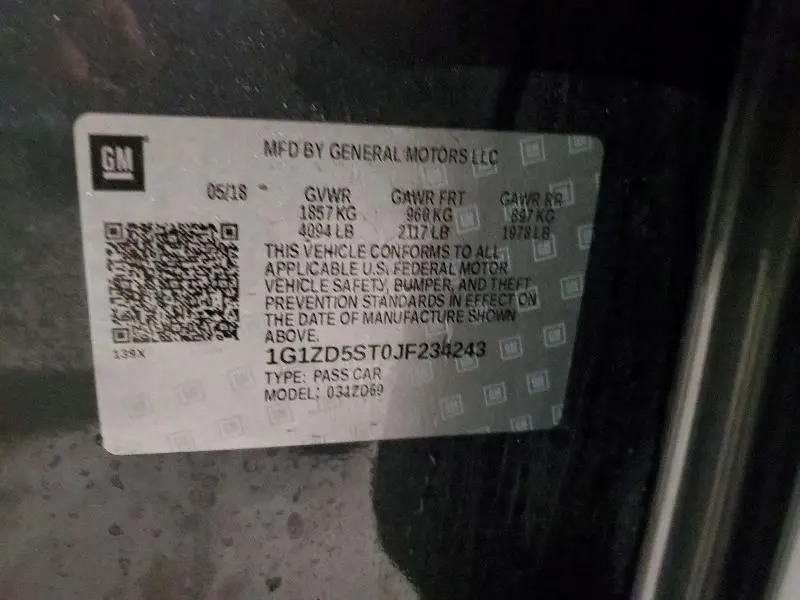 GM
MFD BY GENERAL MOTORS LLC
05/18 GVWR GAWR FRT GAWR RR
1857 KG 960 KG 897 KG
4094 LB 2117 LB 1978 LB
THIS VEHICLE CONFORMS TO ALL
APPLICABLE U.S. FEDERAL MOTOR
VEHICLE SAFETY, BUMPER, AND THEFT
PREVENTION STANDARDS IN EFFECT ON
THE DATE OF MANUFACTURE SHOWN
ABOVE.
139X
1G1ZD5ST0JF234243
TYPE: PASS CAR
MODEL: